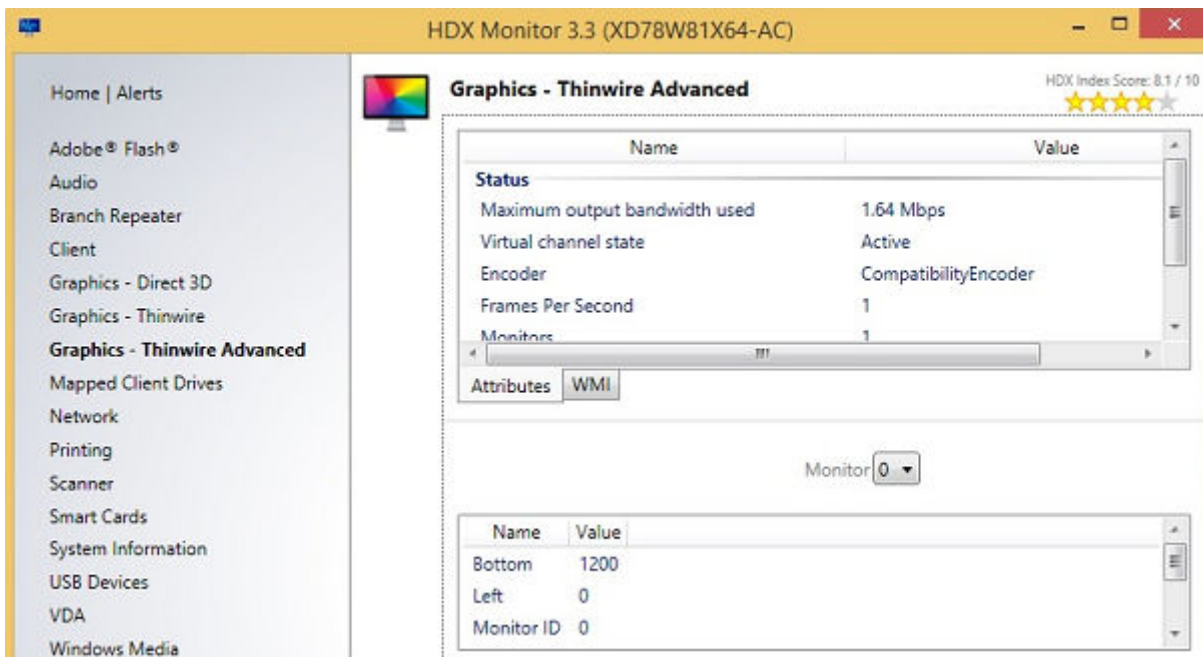 HDX Monitor 3.3 (XD78W81X64-AC)
Home | Alerts
Adobe® Flash®
Audio
Branch Repeater
Client
Graphics - Direct 3D
Graphics - Thinwire
Graphics - Thinwire Advanced
Mapped Client Drives
Network
Printing
Scanner
Smart Cards
System Information
USB Devices
VDA
Windows Media
Graphics - Thinwire Advanced
HDX Index Score: 8.1 / 10
Name Value
Status
Maximum output bandwidth used 1.64 Mbps
Virtual channel state Active
Encoder CompatibilityEncoder
Frames Per Second 1
Monitors 1
Attributes WMI
Monitor 0
Name Value
Bottom 1200
Left 0
Monitor ID 0